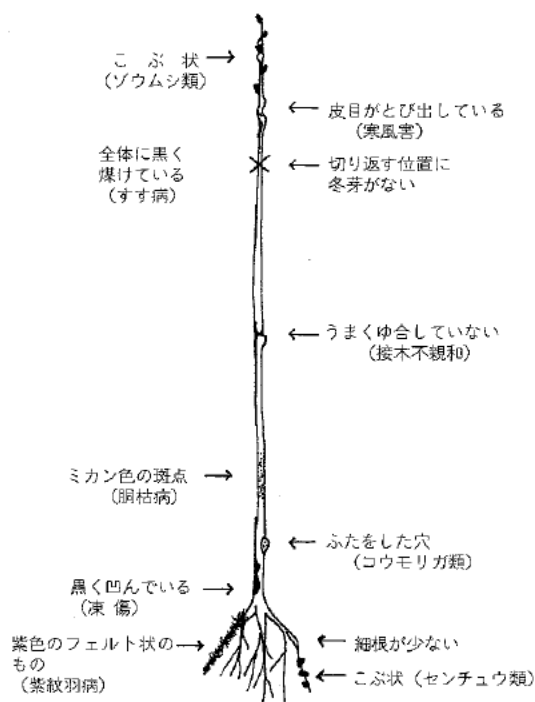 こぶ状
(ゾウムシ類)
皮目がとび出している
(寒風害)
全体に黒く
煤けている
(すす病)
切り返す位置に
冬芽がない
うまくゆ合していない
(接木不親和)
ミカン色の斑点
(胴枯病)
ふたをした穴
(コウモリガ類)
黒く凹んでいる
(凍傷)
紫色のフェルト状の
もの
(紫紋羽病)
細根が少ない
こぶ状(センチュウ類)